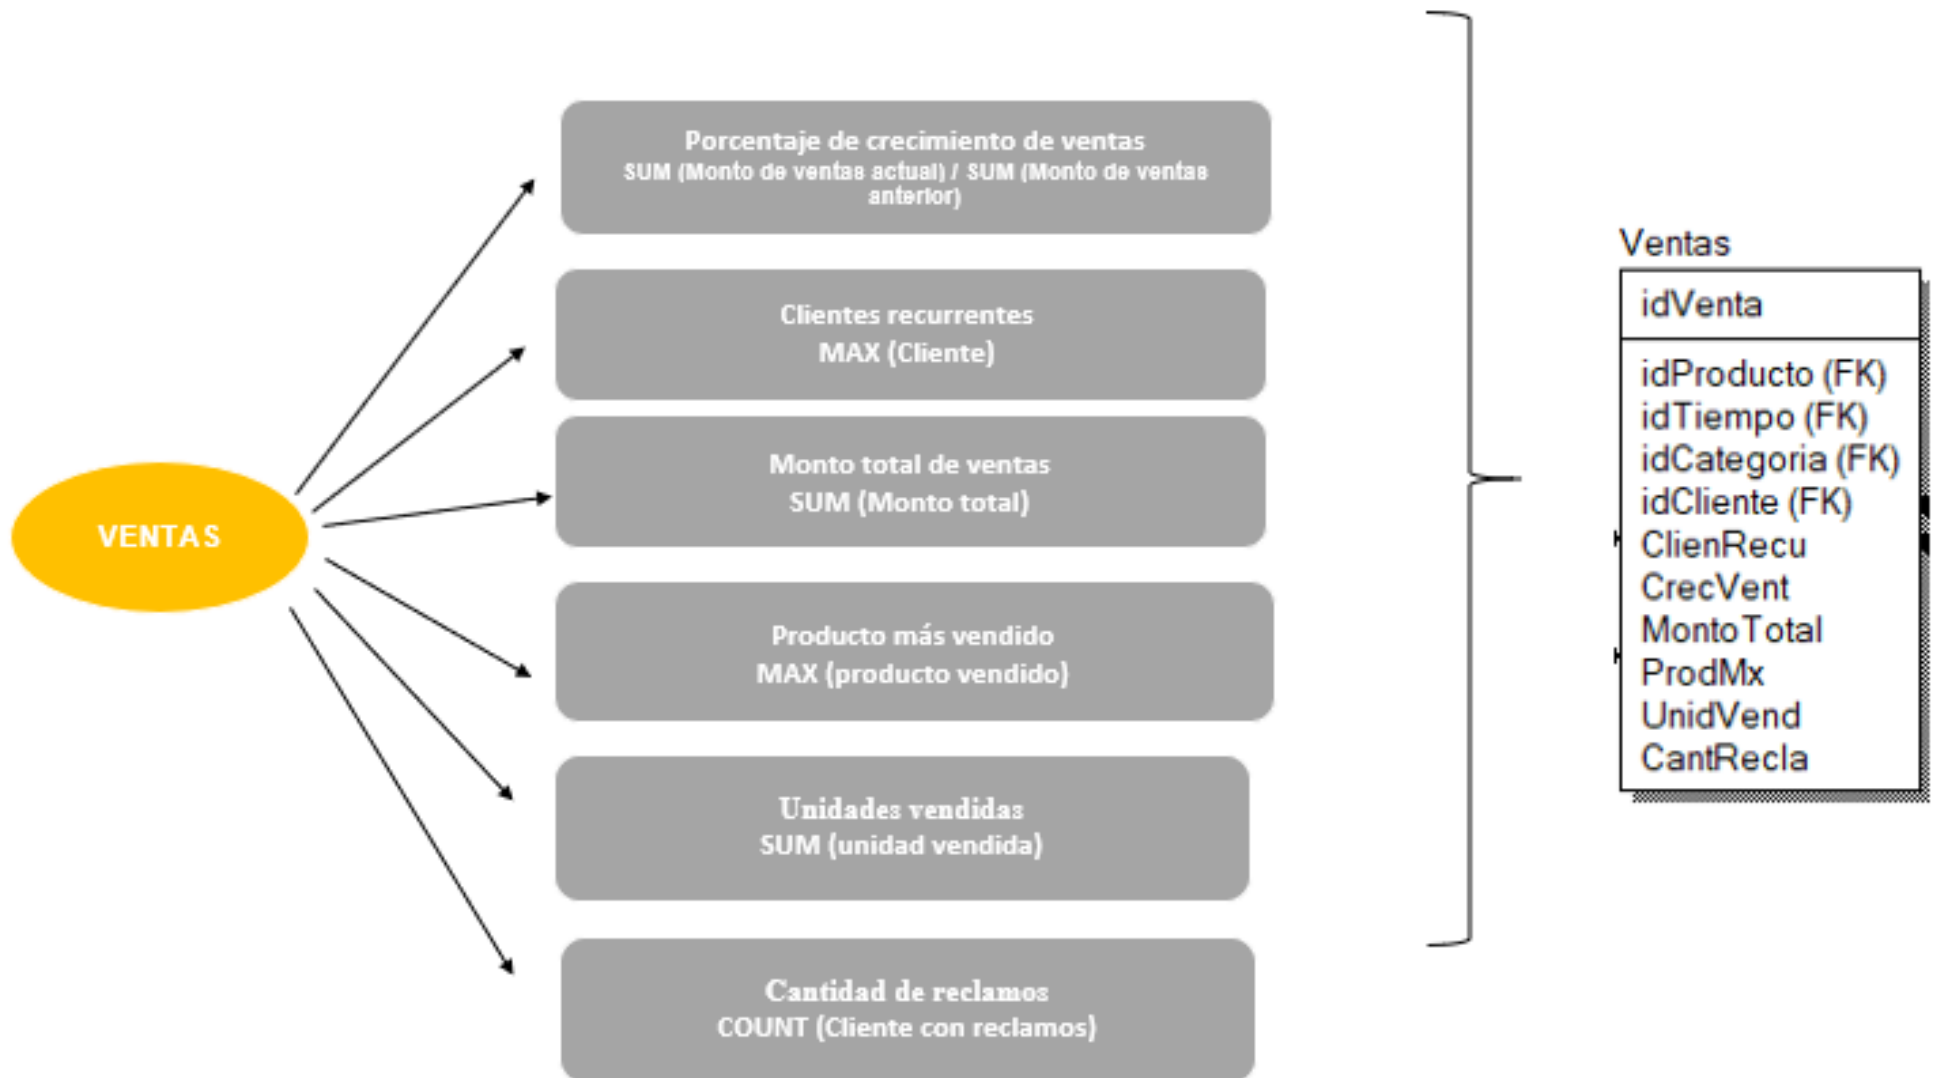 VENTAS
Porcentaje de crecimiento de ventas
SUM (Monto de ventas actual) / SUM (Monto de ventas
anterior)
Clientes recurrentes
MAX (Cliente)
Monto total de ventas
SUM (Monto total)
Producto más vendido
MAX (producto vendido)
Unidades vendidas
SUM (unidad vendida)
Cantidad de reclamos
COUNT (Cliente con reclamos)
Ventas
idVenta
idProducto (FK)
idTiempo (FK)
idCategoria (FK)
idCliente (FK)
ClienRecu
CrecVent
MontoTotal
ProdMx
UnidVend
CantRecla